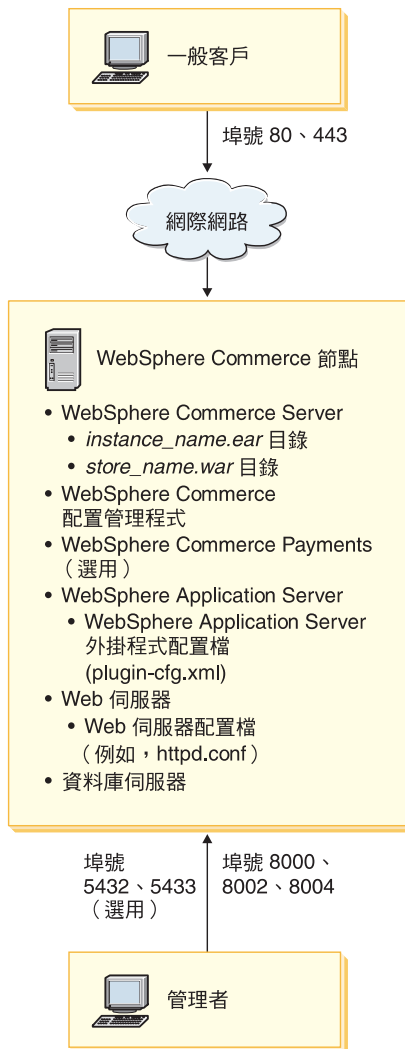 一般客戶
埠號 80、443
網際網路
WebSphere Commerce 節點
• WebSphere Commerce Server
• instance_name.ear 目錄
• store_name.war 目錄
• WebSphere Commerce
配置管理程式
• WebSphere Commerce Payments
（選用）
• WebSphere Application Server
• WebSphere Application Server
外掛程式配置檔
(plugin-cfg.xml)
• Web 伺服器
• Web 伺服器配置檔
（例如，httpd.conf）
• 資料庫伺服器
埠號
5432、5433
（選用）
埠號 8000、
8002、8004
管理者